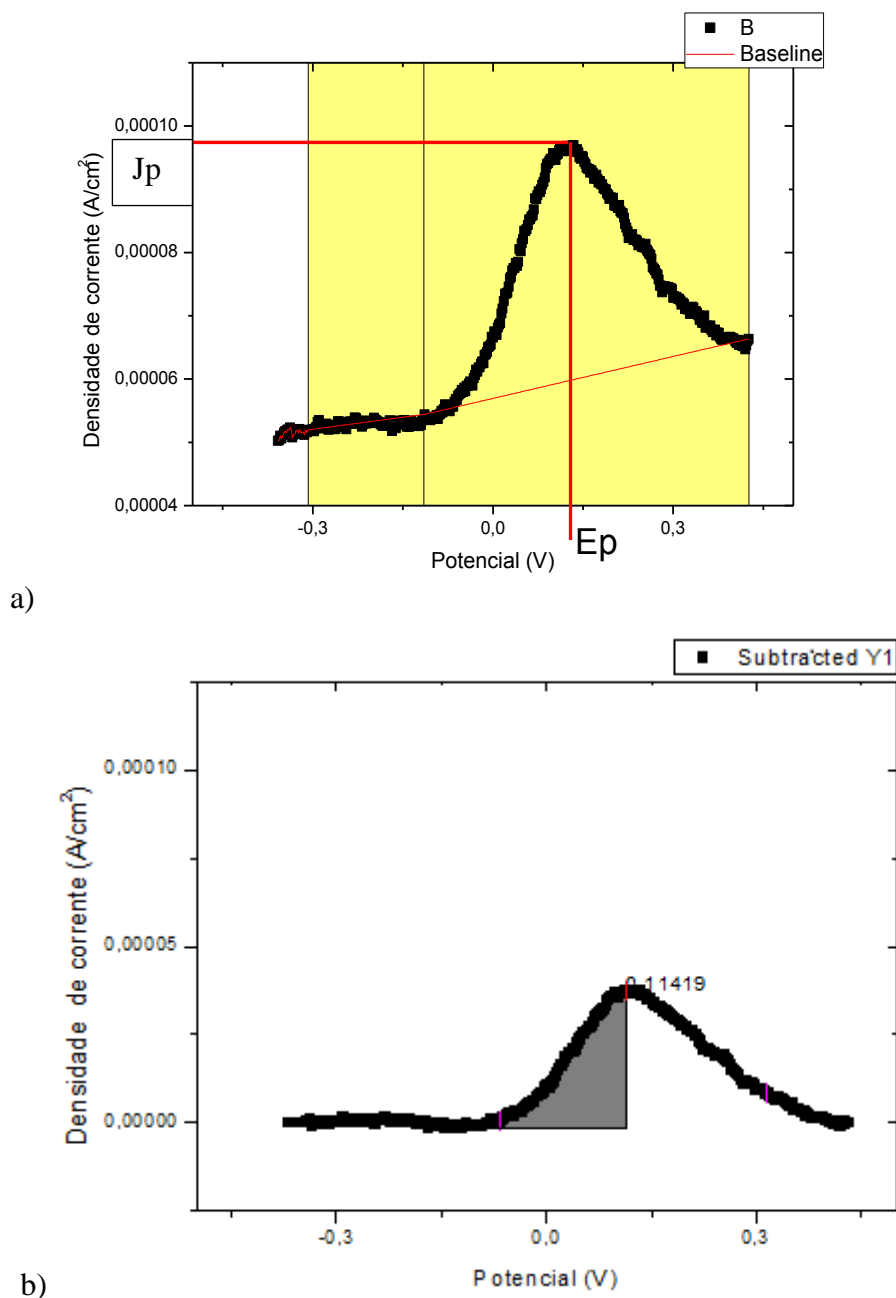 B
Baseline
0,00010
Jp
0,00008
0,00006
0,00004
Densidade de corrente (A/cm²)
-0,3
0,0
0,3
Ep
Potencial (V)
a)
Subtracted Y1
0,00010
0,00005
0,00000
0,11419
Densidade de corrente (A/cm²)
-0,3
0,0
0,3
Potencial (V)
b)